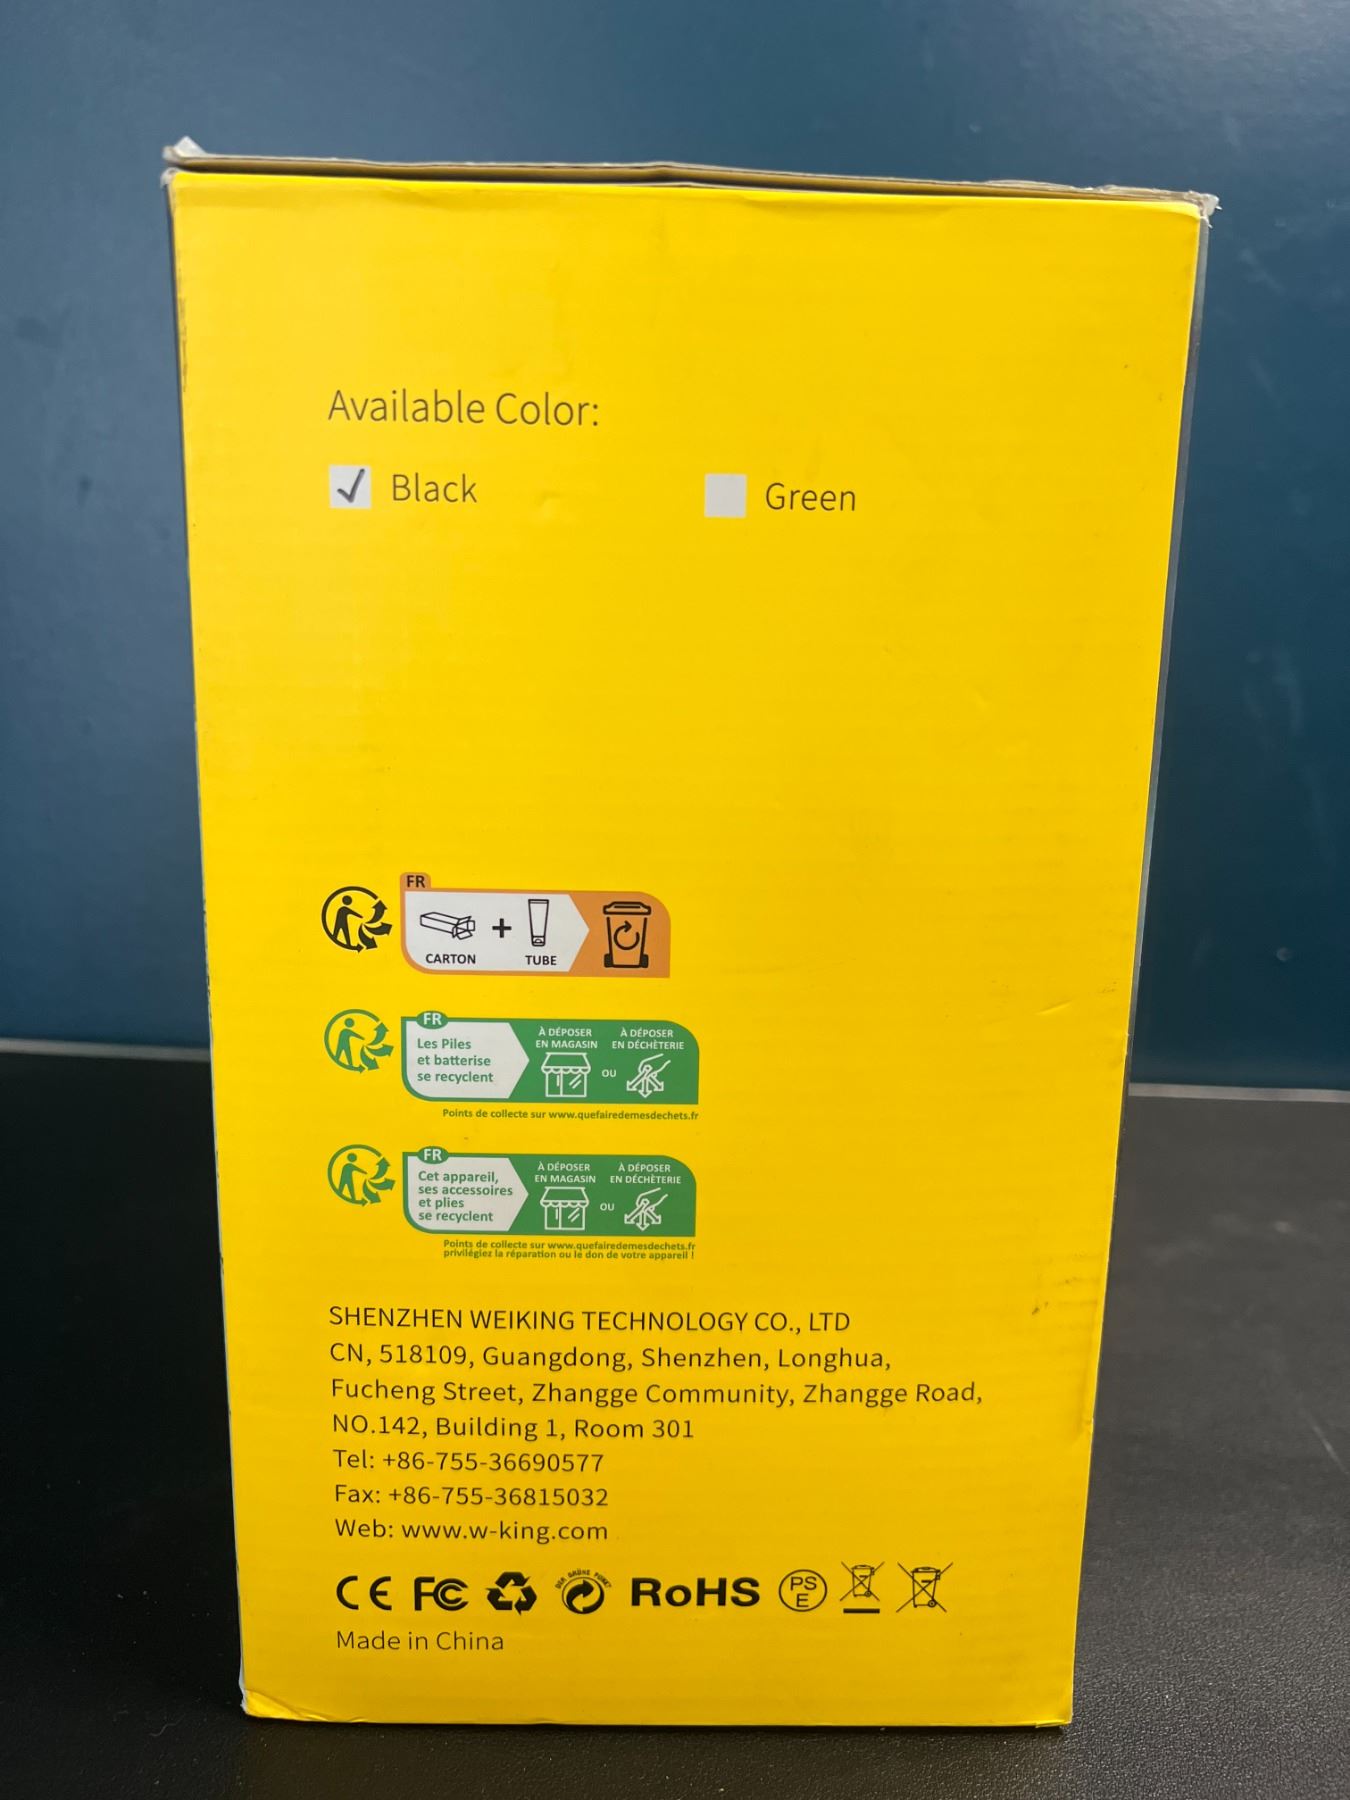 Available Color:
✓ Black
Green
FR
CARTON + TUBE
FR
Les Piles
et batterise
se recyclent
À DÉPOSER
EN MAGASIN
OU
À DÉPOSER
EN DÉCHÈTERIE
Points de collecte sur www.quefairedemesdechets.fr
FR
Cet appareil,
ses accessoires
et plies
se recyclent
À DÉPOSER
EN MAGASIN
OU
À DÉPOSER
EN DÉCHÈTERIE
Points de collecte sur www.quefairedemesdechets.fr
privilégiez la réparation ou le don de votre appareil !
SHENZHEN WEIKING TECHNOLOGY CO., LTD
CN, 518109, Guangdong, Shenzhen, Longhua,
Fucheng Street, Zhangge Community, Zhangge Road,
NO.142, Building 1, Room 301
Tel: +86-755-36690577
Fax: +86-755-36815032
Web: www.w-king.com
CE FC DER GRÜNE PUNKT RoHS PSE
Made in China